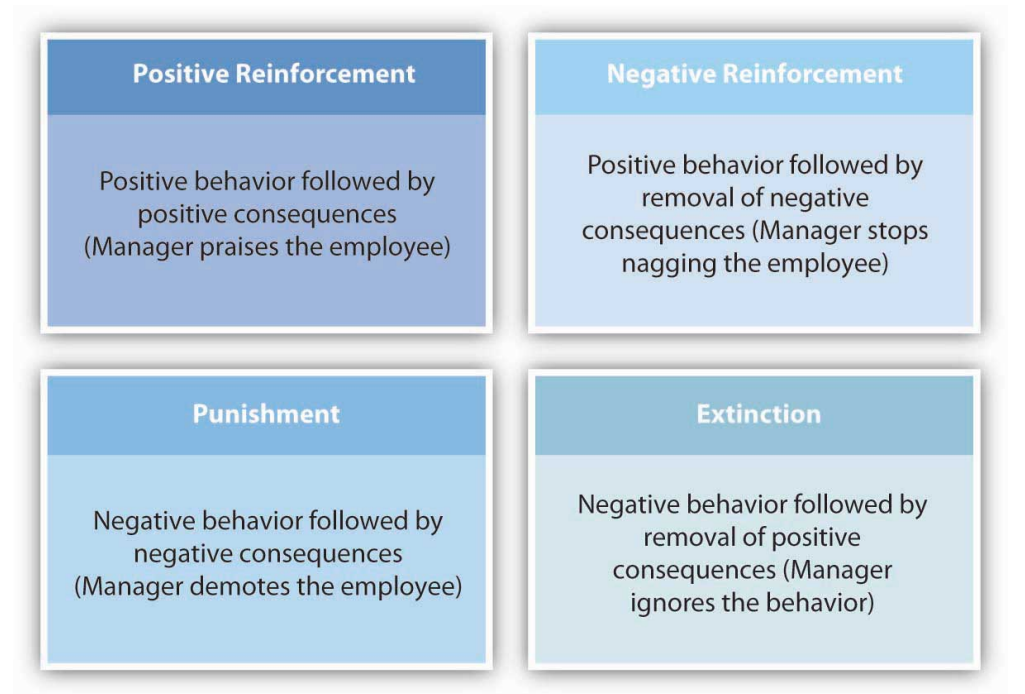 Positive Reinforcement
Positive behavior followed by
positive consequences
(Manager praises the employee)
Negative Reinforcement
Positive behavior followed by
removal of negative
consequences (Manager stops
nagging the employee)
Punishment
Negative behavior followed by
negative consequences
(Manager demotes the employee)
Extinction
Negative behavior followed by
removal of positive
consequences (Manager
ignores the behavior)